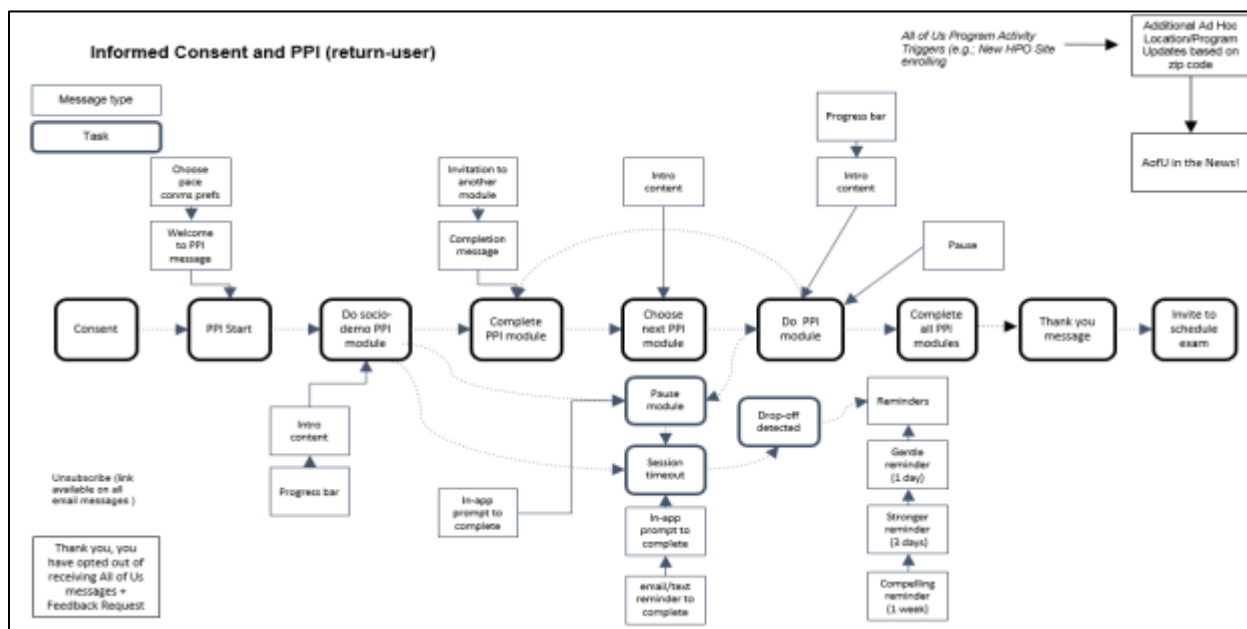 Informed Consent and PPI (return-user)
All of Us Program Activity
Triggers (e.g.; New HPO Site
enrolling
Additional Ad Hoc
Location/Program
Updates based on
zip code
AofU in the News!
Message type
Task
Choose
pace
comms prefs
Welcome
to PPI
message
Invitation to
another
module
Completion
message
Intro
content
Progress bar
Intro
content
Pause
Consent
PPI Start
Do socio-
demo PPI
module
Complete
PPI module
Choose
next PPI
module
Do PPI
module
Complete
all PPI
modules
Thank you
message
Invite to
schedule
exam
Intro
content
Progress bar
Pause
module
Session
timeout
Drop-off
detected
Reminders
Gentle
reminder
(1 day)
Stronger
reminder
(3 days)
Compelling
reminder
(1 week)
In-app
prompt to
complete
In-app
prompt to
complete
email/text
reminder to
complete
Unsubscribe (link
available on all
email messages )
Thank you, you
have opted out of
receiving All of Us
messages +
Feedback Request